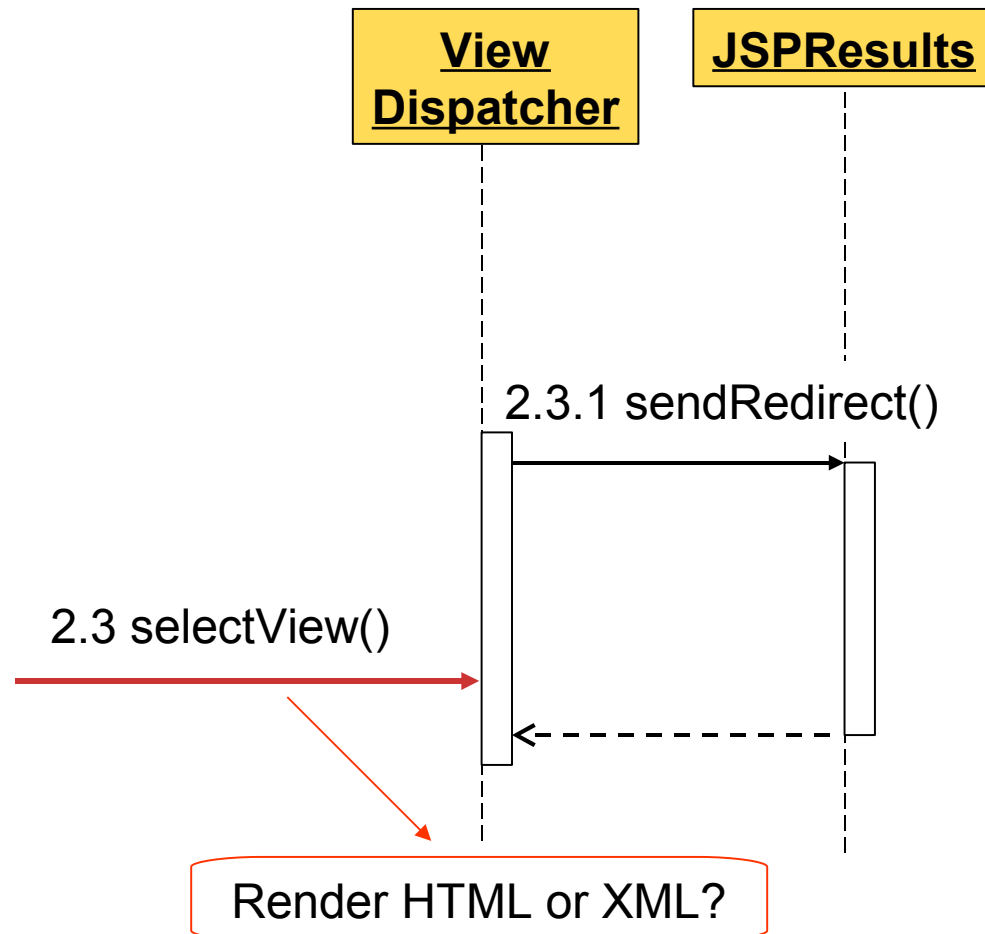 View
Dispatcher
JSPResults
2.3.1 sendRedirect()
2.3 selectView()
Render HTML or XML?